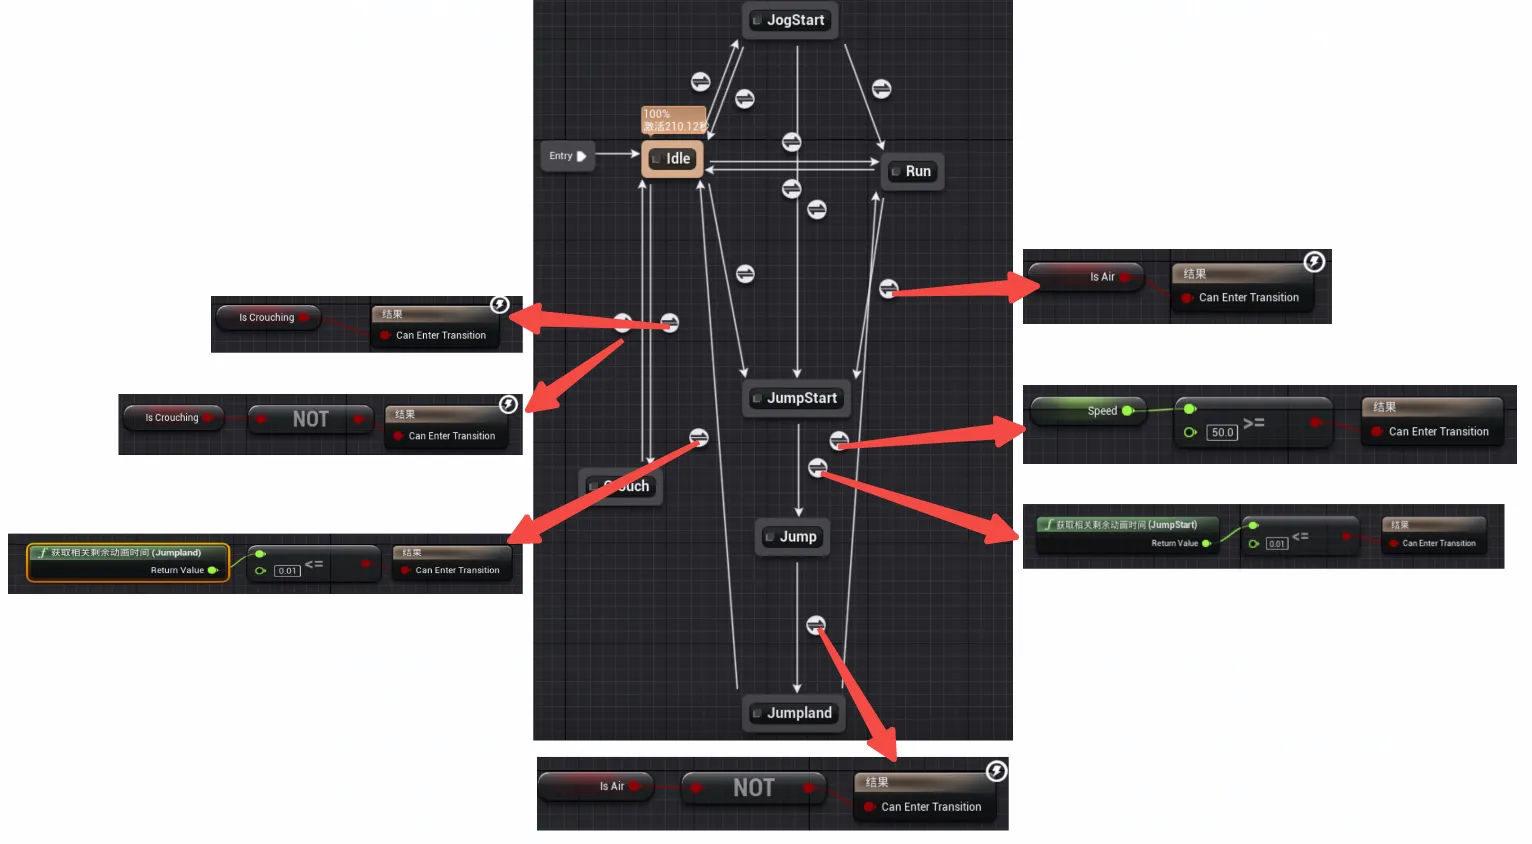 JogStart
100%
激活210.12秒
Entry
Idle
Run
Is Air
结果
Can Enter Transition
Is Crouching
结果
Can Enter Transition
Is Crouching
NOT
结果
Can Enter Transition
JumpStart
Speed
50.0
>=
结果
Can Enter Transition
Crouch
Jump
获取相关剩余动画时间 (JumpStart)
Return Value
0.01
<=
结果
Can Enter Transition
获取相关剩余动画时间 (Jumpland)
Return Value
0.01
<=
结果
Can Enter Transition
Jumpland
Is Air
NOT
结果
Can Enter Transition